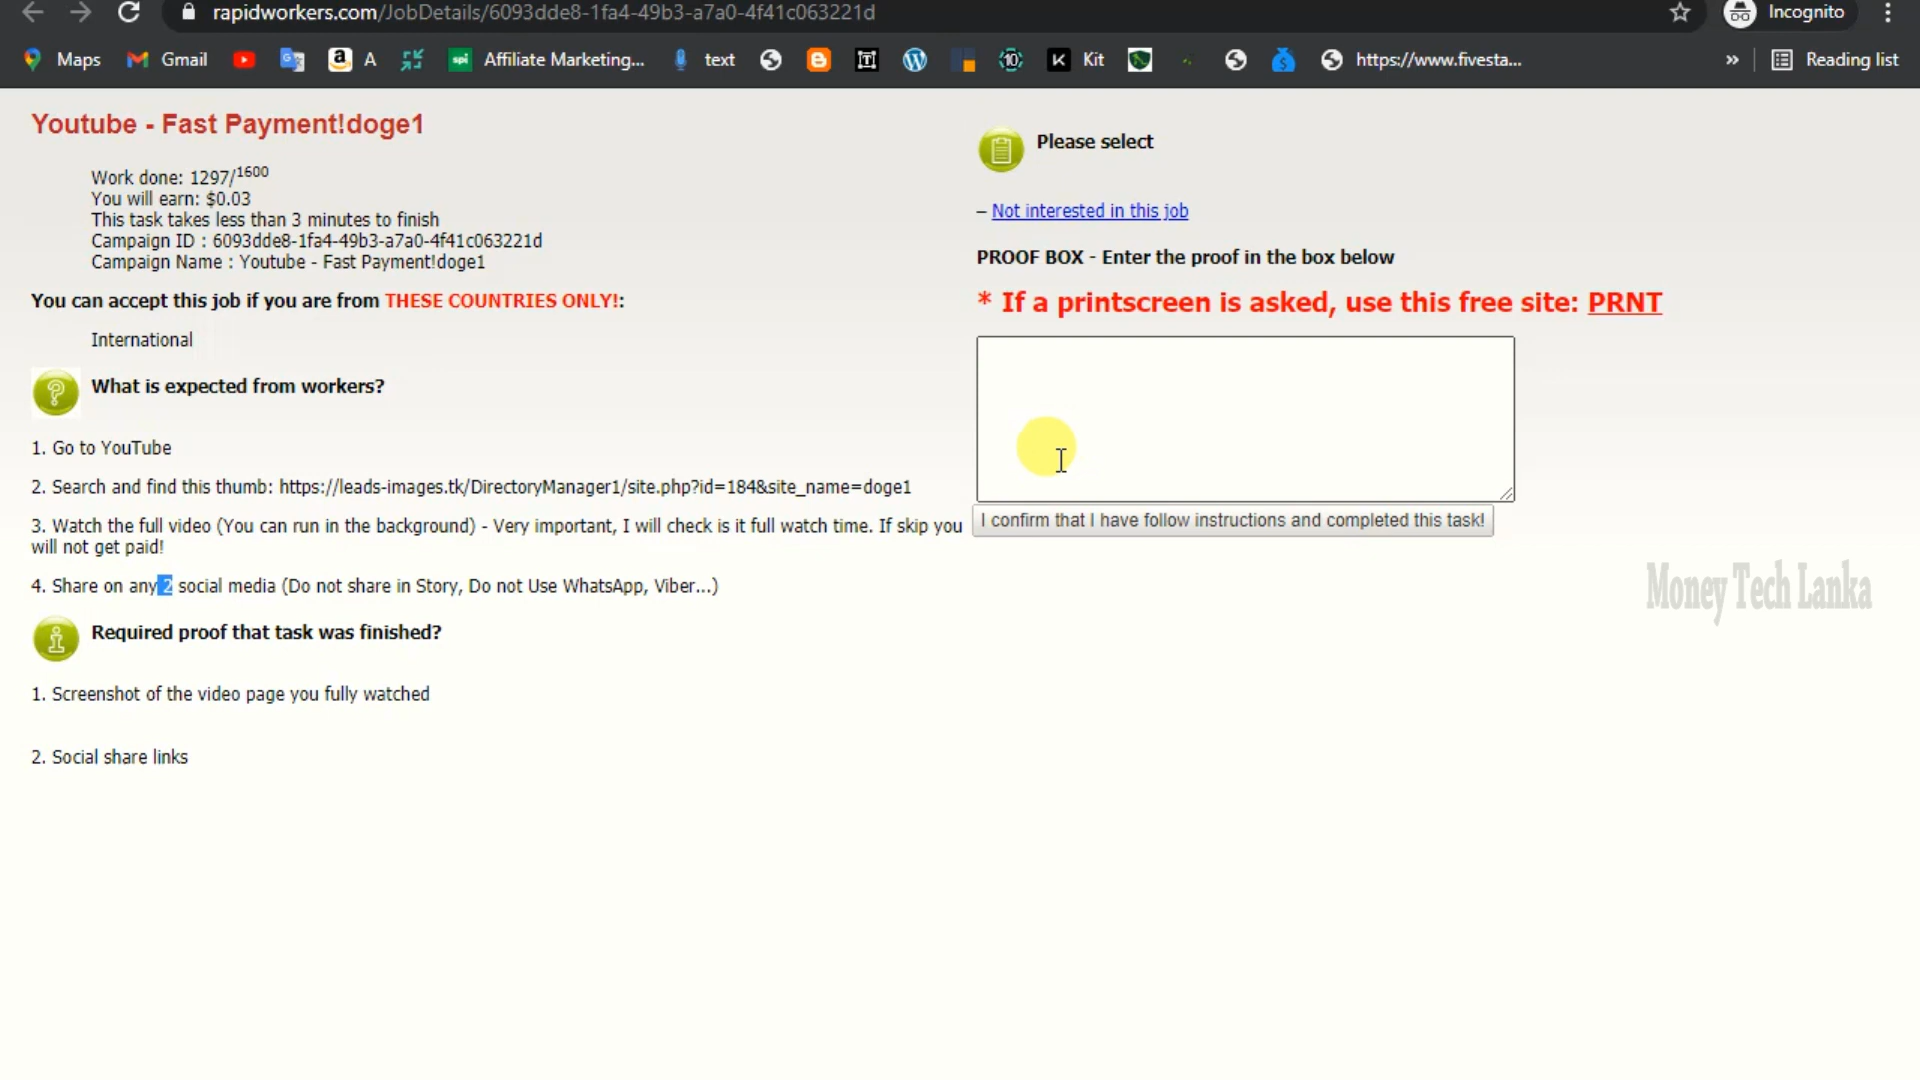 rapidworkers.com/JobDetails/6093dde8-1fa4-49b3-a7a0-4f41c063221d
Incognito
Maps
Gmail
A
spi
Affiliate Marketing...
text
10
Kit
https://www.fivesta...
»
Reading list
Youtube - Fast Payment!doge1
Work done: 1297/1600
You will earn: $0.03
This task takes less than 3 minutes to finish
Campaign ID : 6093dde8-1fa4-49b3-a7a0-4f41c063221d
Campaign Name : Youtube - Fast Payment!doge1
You can accept this job if you are from THESE COUNTRIES ONLY!:
International
What is expected from workers?
1. Go to YouTube
2. Search and find this thumb: https://leads-images.tk/DirectoryManager1/site.php?id=184&site_name=doge1
3. Watch the full video (You can run in the background) - Very important, I will check is it full watch time. If skip you
will not get paid!
4. Share on any 2 social media (Do not share in Story, Do not Use WhatsApp, Viber...)
Required proof that task was finished?
1. Screenshot of the video page you fully watched
2. Social share links
Please select
– Not interested in this job
PROOF BOX - Enter the proof in the box below
* If a printscreen is asked, use this free site: PRNT
I confirm that I have follow instructions and completed this task!
Money Tech Lanka